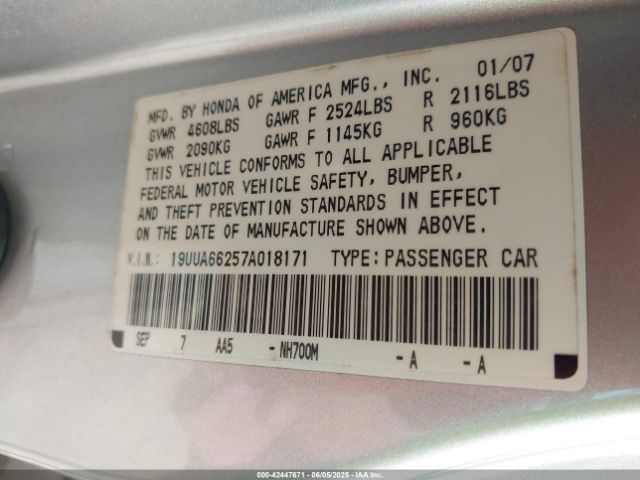 MFD. BY HONDA OF AMERICA MFG., INC. 01/07
GVWR 4608LBS GAWR F 2524LBS R 2116LBS
GVWR 2090KG GAWR F 1145KG R 960KG
THIS VEHICLE CONFORMS TO ALL APPLICABLE
FEDERAL MOTOR VEHICLE SAFETY, BUMPER,
AND THEFT PREVENTION STANDARDS IN EFFECT
ON THE DATE OF MANUFACTURE SHOWN ABOVE.
V.I.N.: 19UUA66257A018171 TYPE: PASSENGER CAR
SEP 7 AA5 - NH700M - A - A
000-42447671 | 06/05/2025 | IAA Inc.